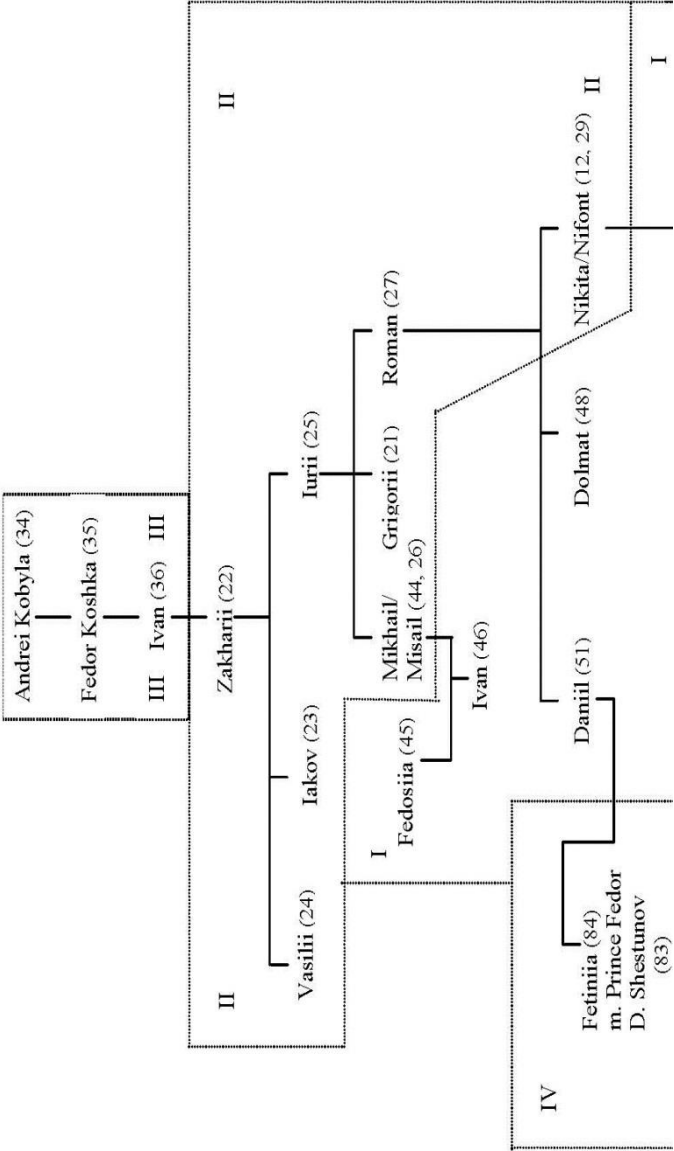 Andrei Kobyla (34)
Fedor Koshka (35)
III Ivan (36) III
Zakharii (22)
II
II
Vasilii (24)
Iakov (23)
Iurii (25)
Mikhail/
Misail (44, 26)
Grigorii (21)
Roman (27)
I
Fedosiia (45)
Ivan (46)
Daniil (51)
Dolmat (48)
Nikita/Nifont (12, 29)
II
I
IV
Fetiniia (84)
m. Prince Fedor
D. Shestunov
(83)